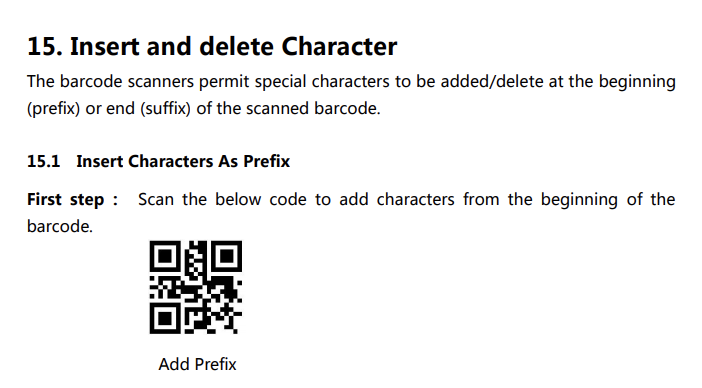 15. Insert and delete Character
The barcode scanners permit special characters to be added/delete at the beginning
(prefix) or end (suffix) of the scanned barcode.
15.1 Insert Characters As Prefix
First step： Scan the below code to add characters from the beginning of the
barcode.
Add Prefix